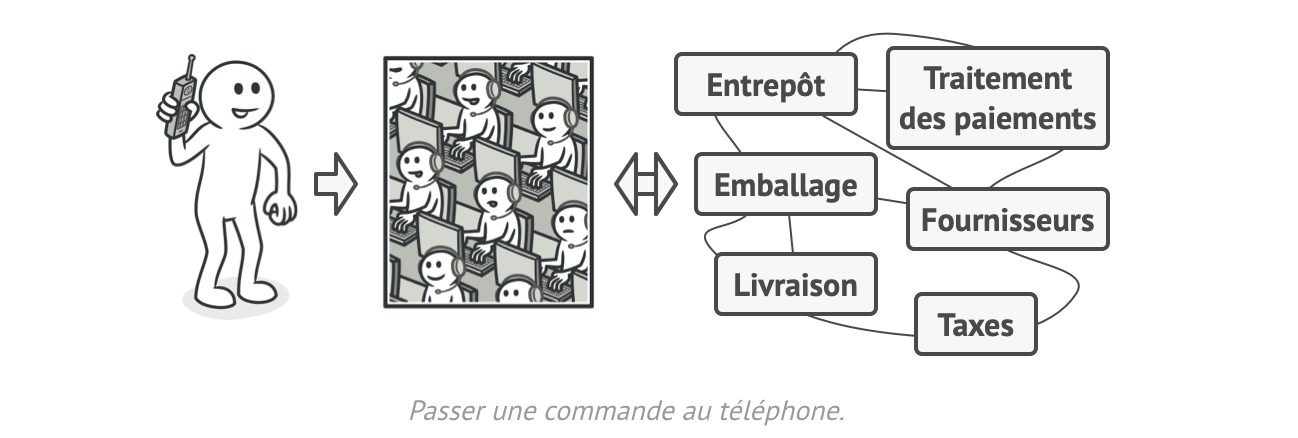 Entrepôt
Traitement
des paiements
Emballage
Fournisseurs
Livraison
Taxes
Passer une commande au téléphone.